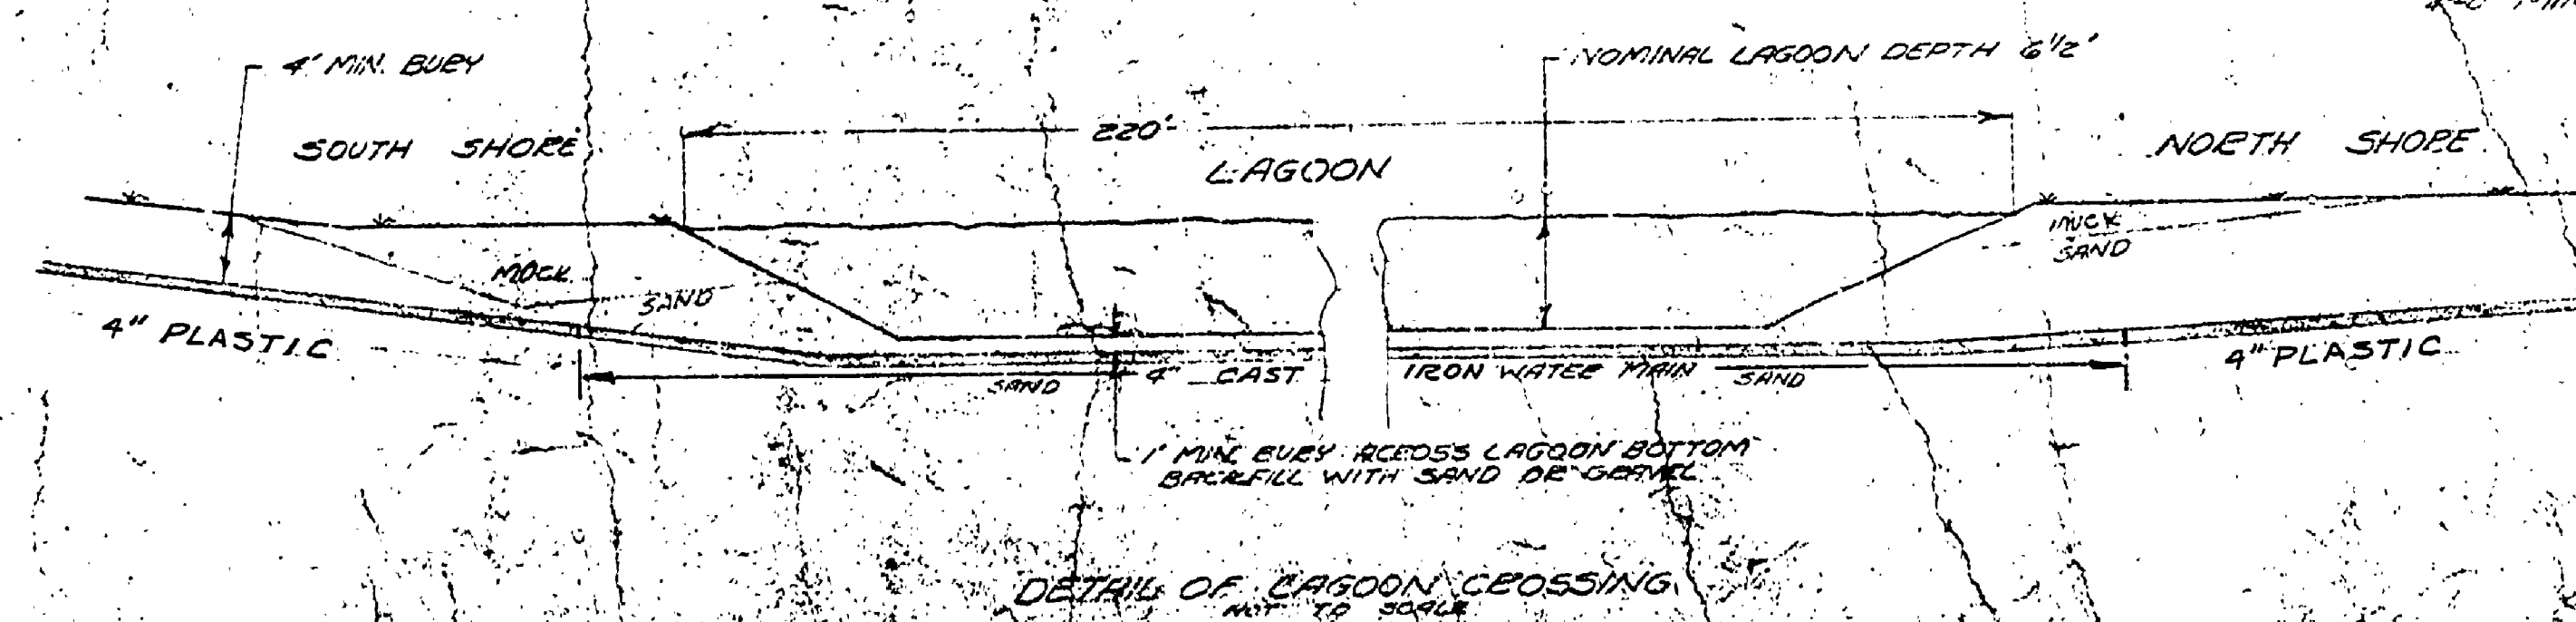 4' MIN. BURY
NOMINAL LAGOON DEPTH 6 1/2'
220'
SOUTH SHORE
LAGOON
NORTH SHORE
MUCK
SAND
MUCK
SAND
4" PLASTIC
SAND
4" CAST IRON WATER MAIN
SAND
4" PLASTIC
1' MIN. BURY ACROSS LAGOON BOTTOM
BACKFILL WITH SAND OR GRAVEL
DETAIL OF LAGOON CROSSING
NOT TO SCALE